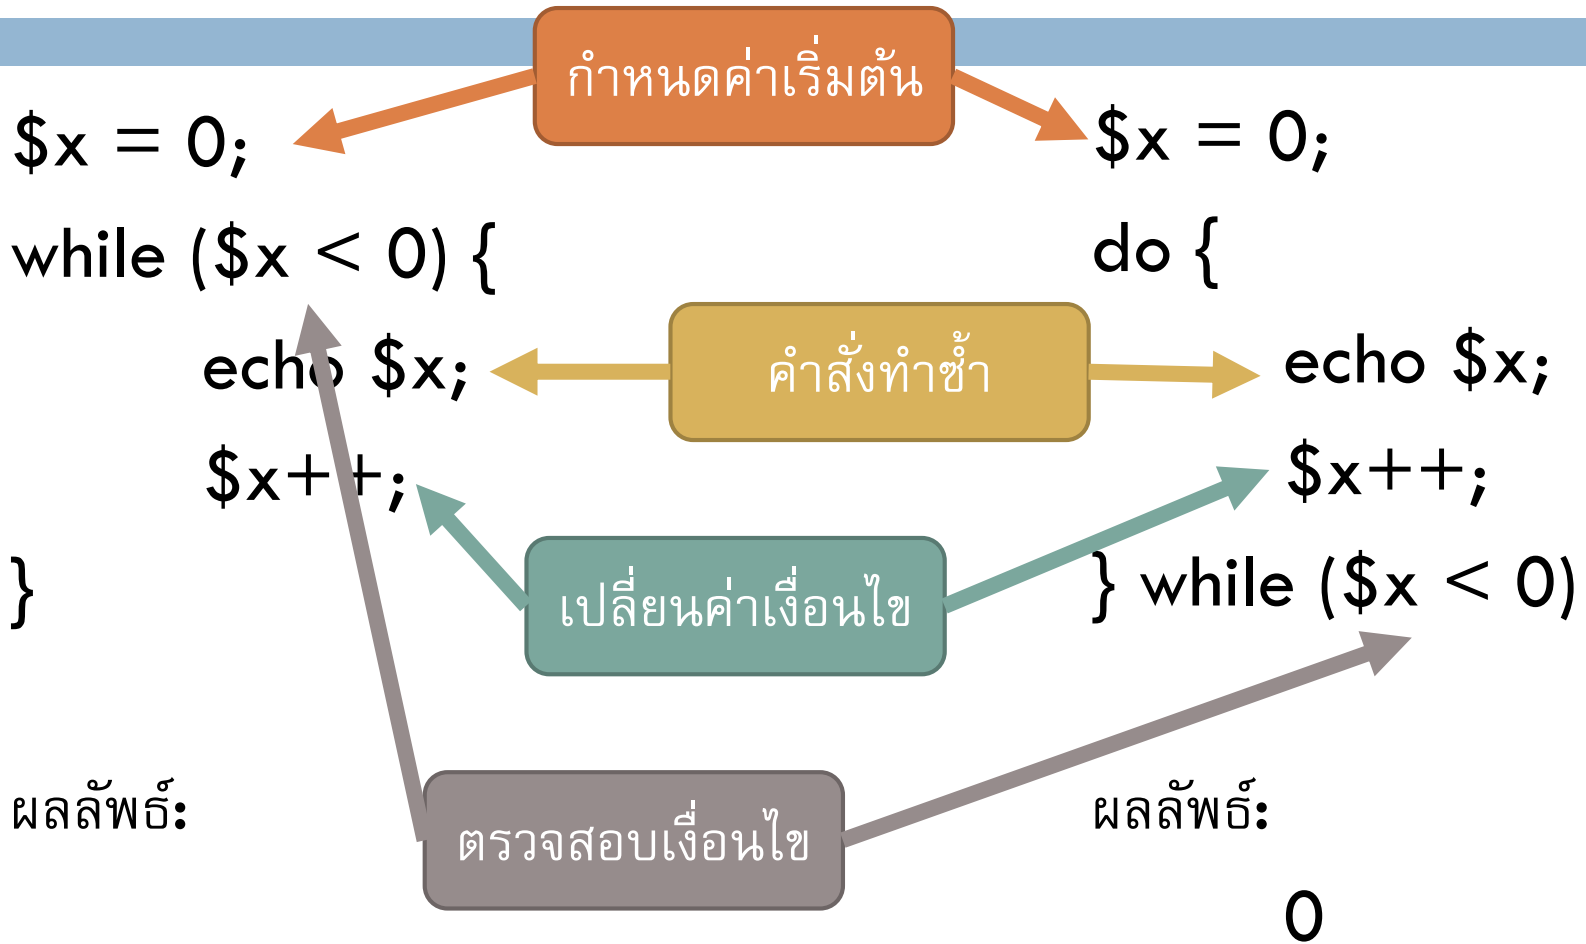 กำหนดค่าเริ่มต้น
$x = 0;
while ($x < 0) {
echo $x;
$x++;
}
ผลลัพธ์:
คำสั่งทำซ้ำ
เปลี่ยนค่าเงื่อนไข
ตรวจสอบเงื่อนไข
$x = 0;
do {
echo $x;
$x++;
} while ($x < 0)
ผลลัพธ์:
0